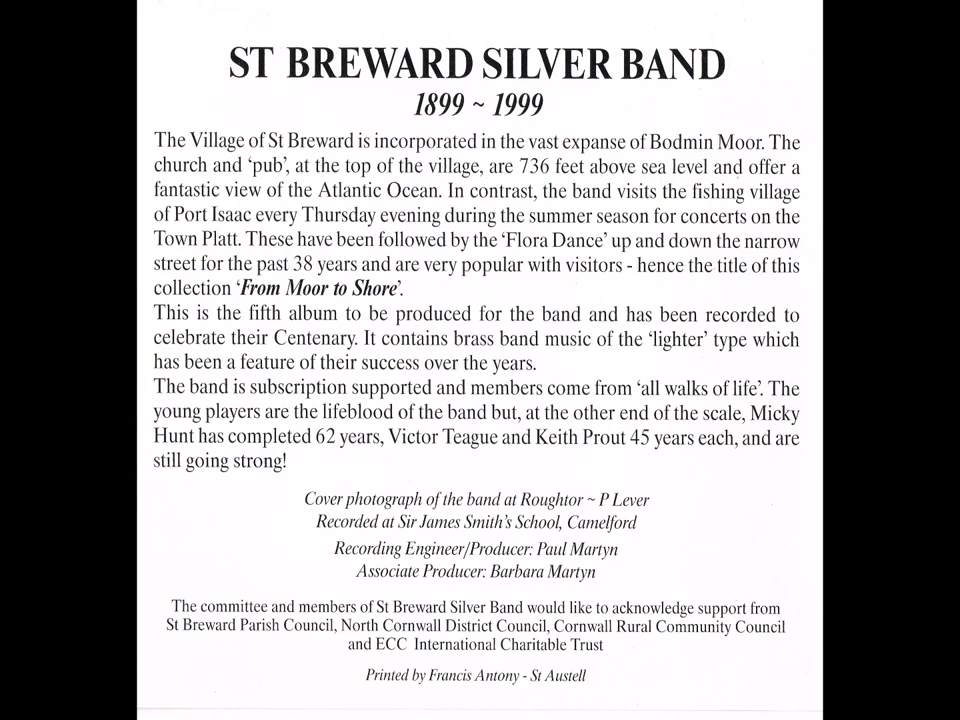 ST BREWARD SILVER BAND
1899 ~ 1999
The Village of St Breward is incorporated in the vast expanse of Bodmin Moor. The
church and ‘pub’, at the top of the village, are 736 feet above sea level and offer a
fantastic view of the Atlantic Ocean. In contrast, the band visits the fishing village
of Port Isaac every Thursday evening during the summer season for concerts on the
Town Platt. These have been followed by the ‘Flora Dance’ up and down the narrow
street for the past 38 years and are very popular with visitors - hence the title of this
collection ‘From Moor to Shore’.
This is the fifth album to be produced for the band and has been recorded to
celebrate their Centenary. It contains brass band music of the ‘lighter’ type which
has been a feature of their success over the years.
The band is subscription supported and members come from ‘all walks of life’. The
young players are the lifeblood of the band but, at the other end of the scale, Micky
Hunt has completed 62 years, Victor Teague and Keith Prout 45 years each, and are
still going strong!
Cover photograph of the band at Roughtor ~ P Lever
Recorded at Sir James Smith’s School, Camelford
Recording Engineer/Producer: Paul Martyn
Associate Producer: Barbara Martyn
The committee and members of St Breward Silver Band would like to acknowledge support from
St Breward Parish Council, North Cornwall District Council, Cornwall Rural Community Council
and ECC International Charitable Trust
Printed by Francis Antony - St Austell